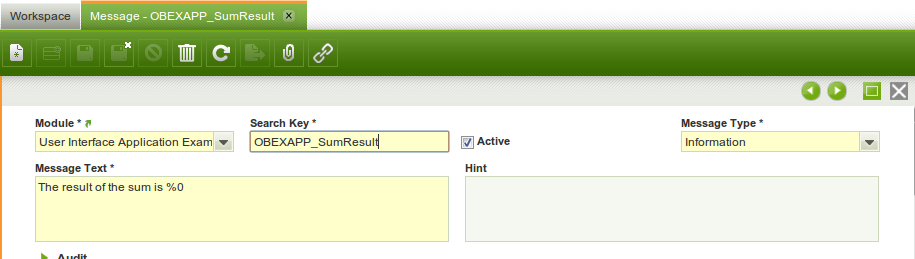 Workspace
Message - OBEXAPP_SumResult
Module *
Search Key *
Message Type *
User Interface Application Exam
OBEXAPP_SumResult
Active
Information
Message Text *
Hint
The result of the sum is %0
Audit